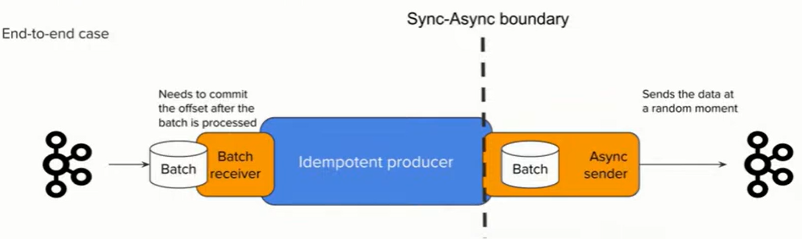 Sync-Async boundary
End-to-end case
Needs to commit
the offset after the
batch is processed
Sends the data at
a random moment
Batch
Batch
receiver
Idempotent producer
Batch
Async
sender